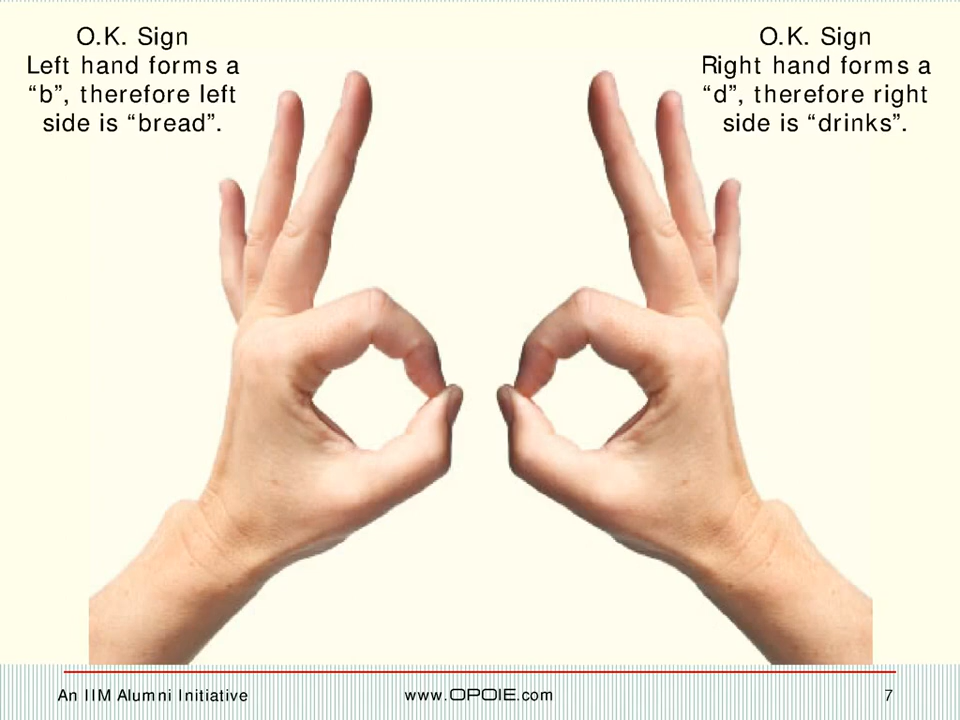 O.K. Sign
Left hand forms a
“b”, therefore left
side is “bread”.
O.K. Sign
Right hand forms a
“d”, therefore right
side is “drinks”.
An IIM Alumni Initiative
www.OPOIE.com
7